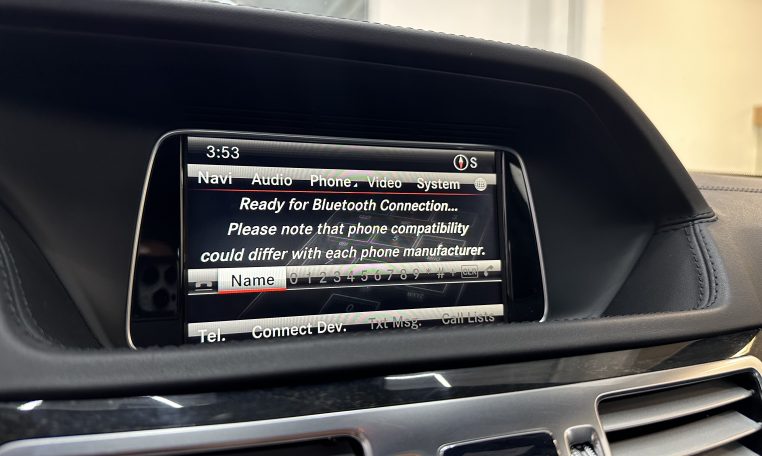 3:53 S
Navi Audio Phone Video System
Ready for Bluetooth Connection...
Please note that phone compatibility
could differ with each phone manufacturer.
Name 0 1 2 3 4 5 6 7 8 9 * # + CLR
Tel. Connect Dev. Txt Msg. Call Lists